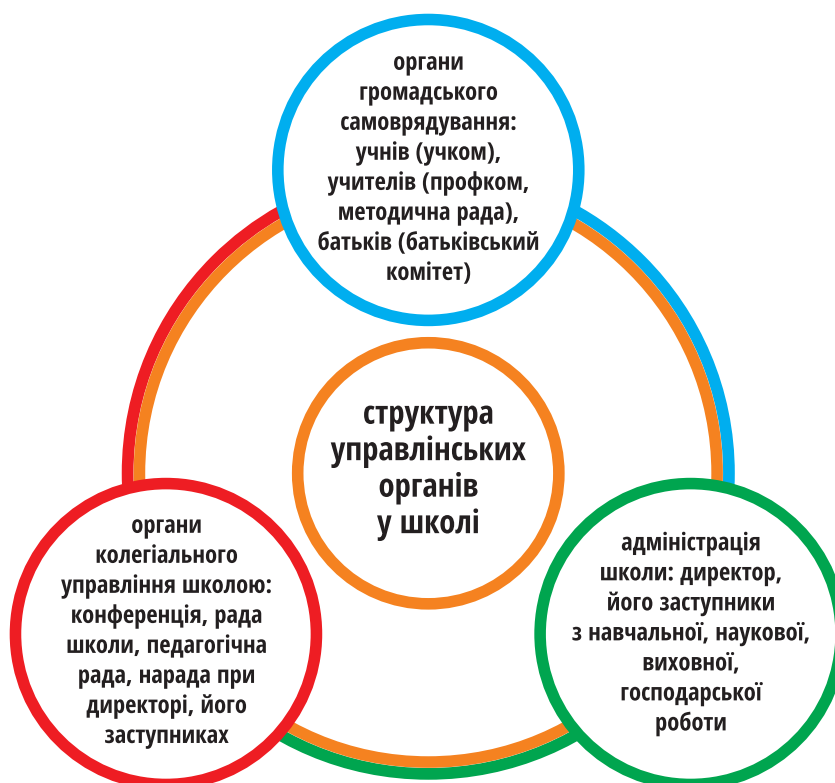 органи
громадського
самоврядування:
учнів (учком),
учителів (профком,
методична рада),
батьків (батьківський
комітет)
структура
управлінських
органів
у школі
органи
колегіального
управління школою:
конференція, рада
школи, педагогічна
рада, нарада при
директорі, його
заступниках
адміністрація
школи: директор,
його заступники
з навчальної, наукової,
виховної,
господарської
роботи